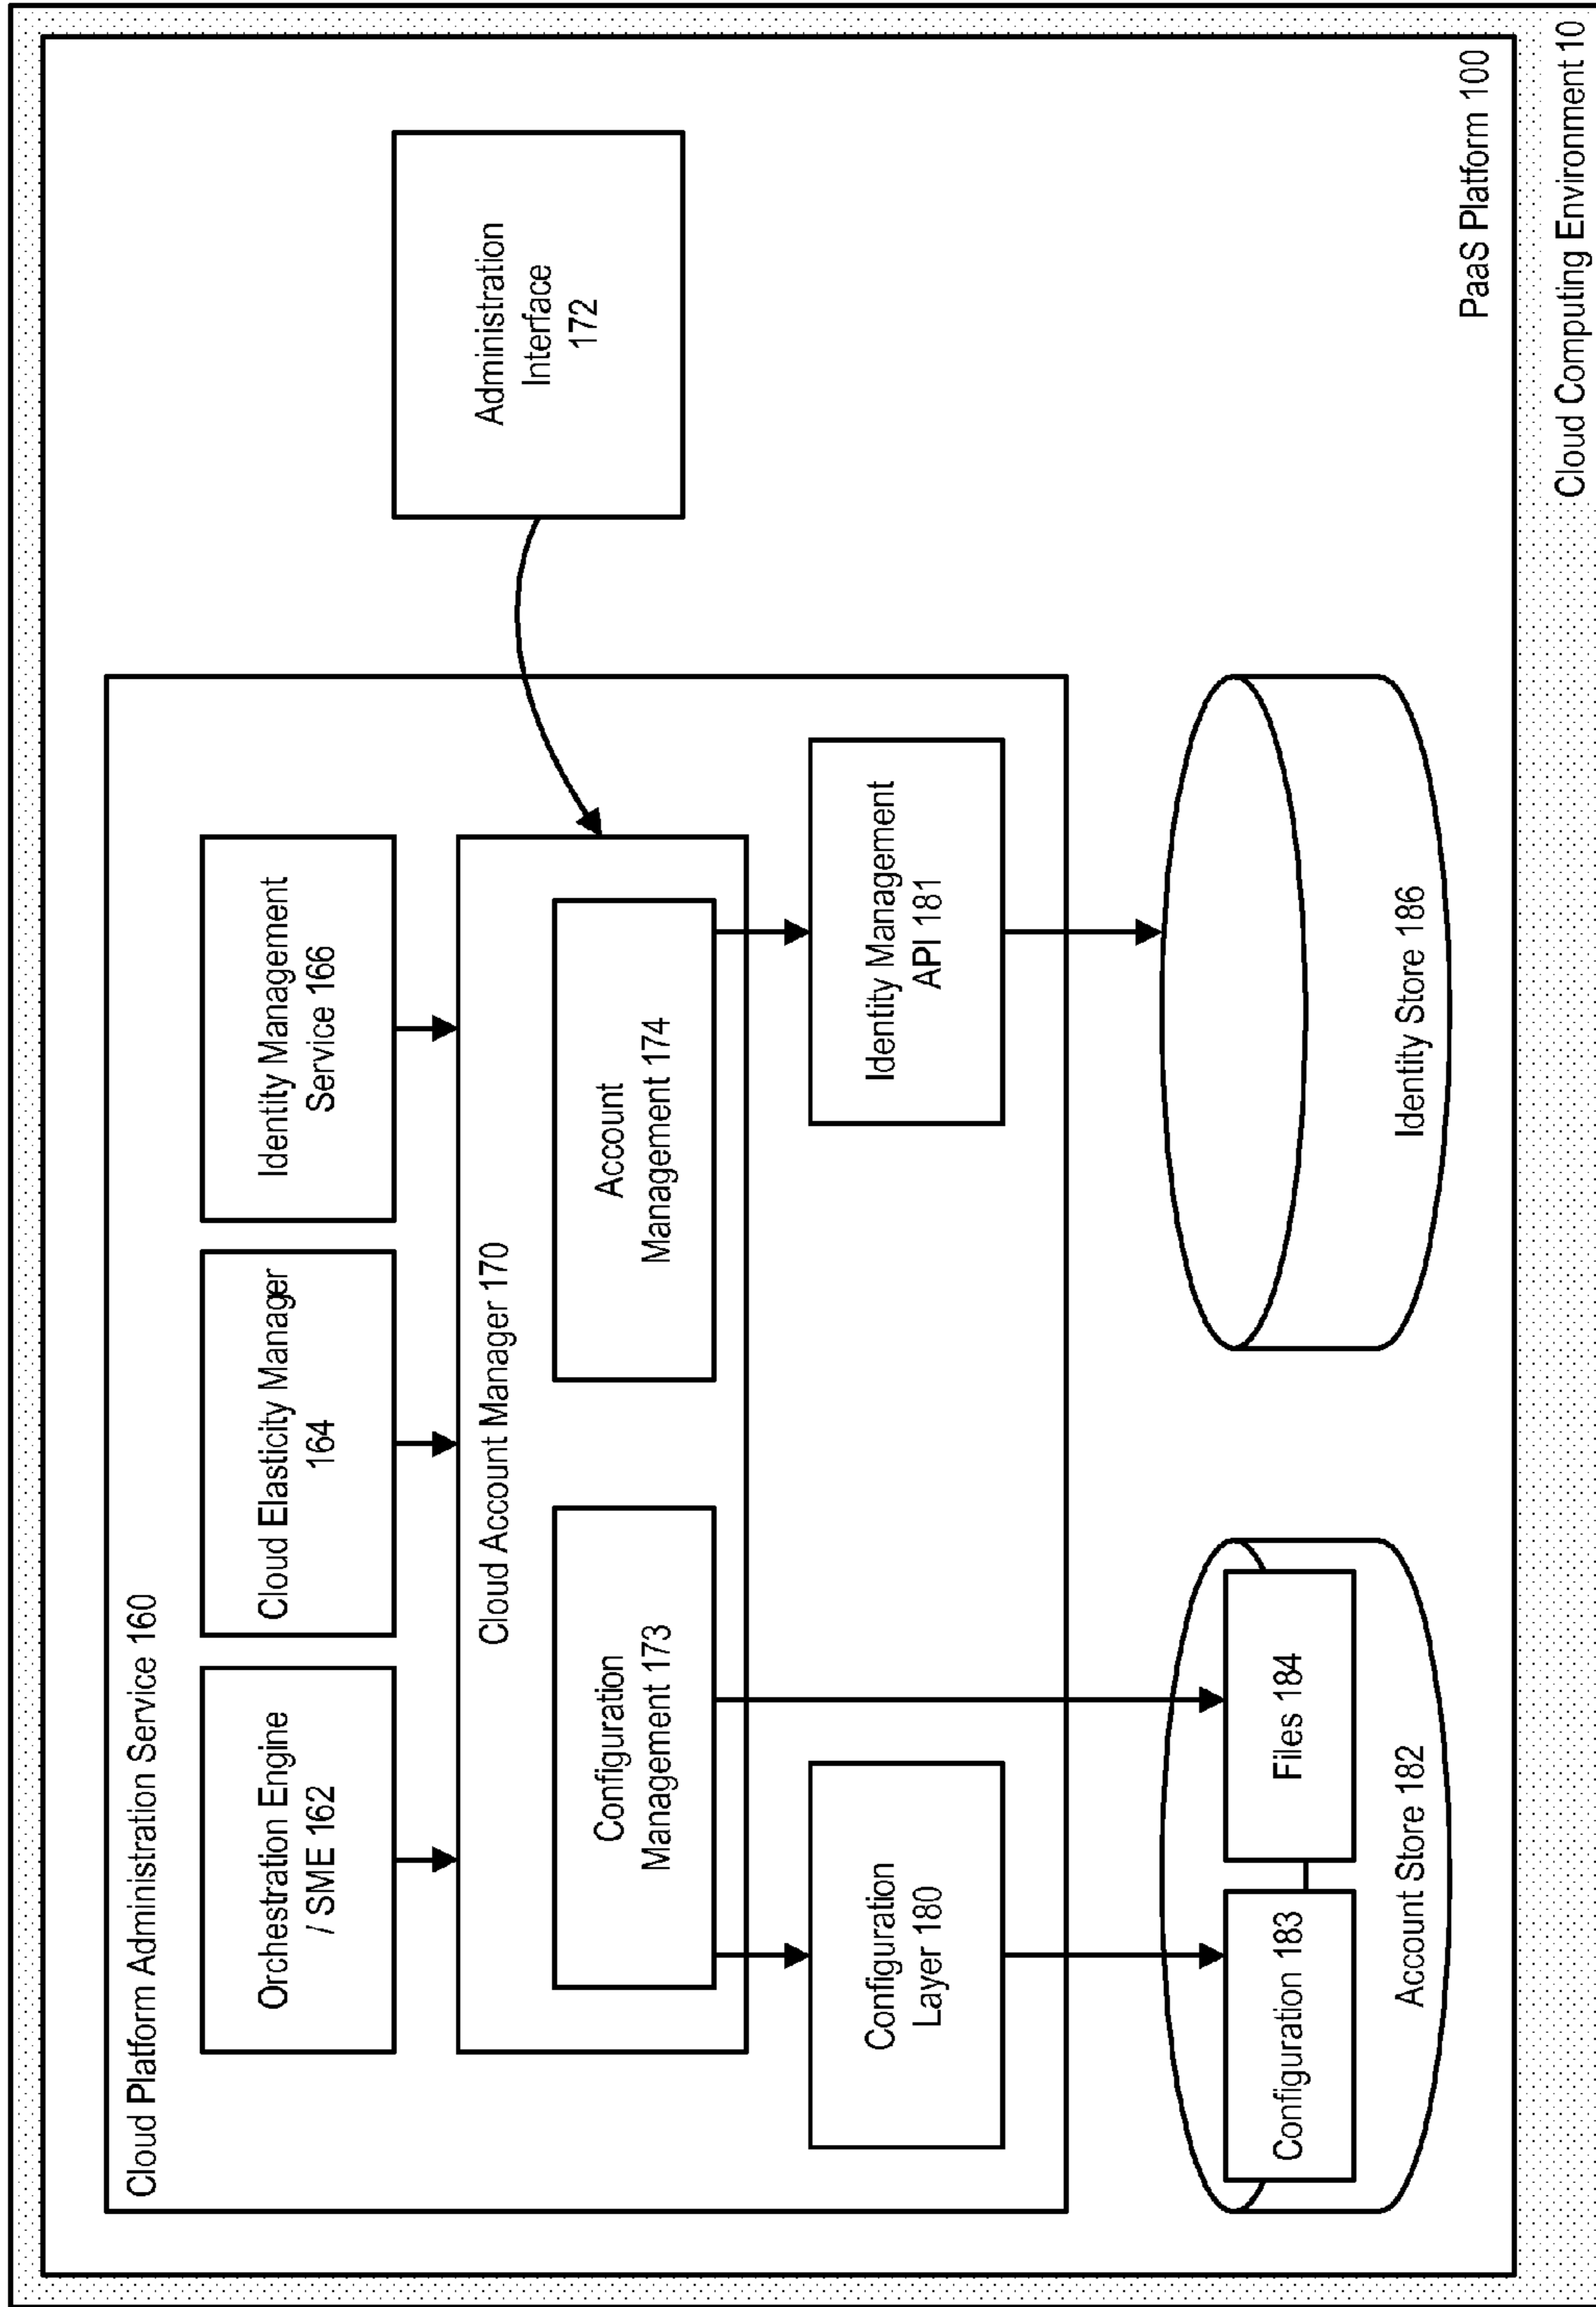 Cloud Platform Administration Service 160
Orchestration Engine
/ SME 162
Cloud Elasticity Manager
164
Identity Management
Service 166
Cloud Account Manager 170
Configuration
Management 173
Account
Management 174
Administration
Interface
172
Configuration
Layer 180
Identity Management
API 181
Configuration 183
Files 184
Account Store 182
Identity Store 186
PaaS Platform 100
Cloud Computing Environment 10